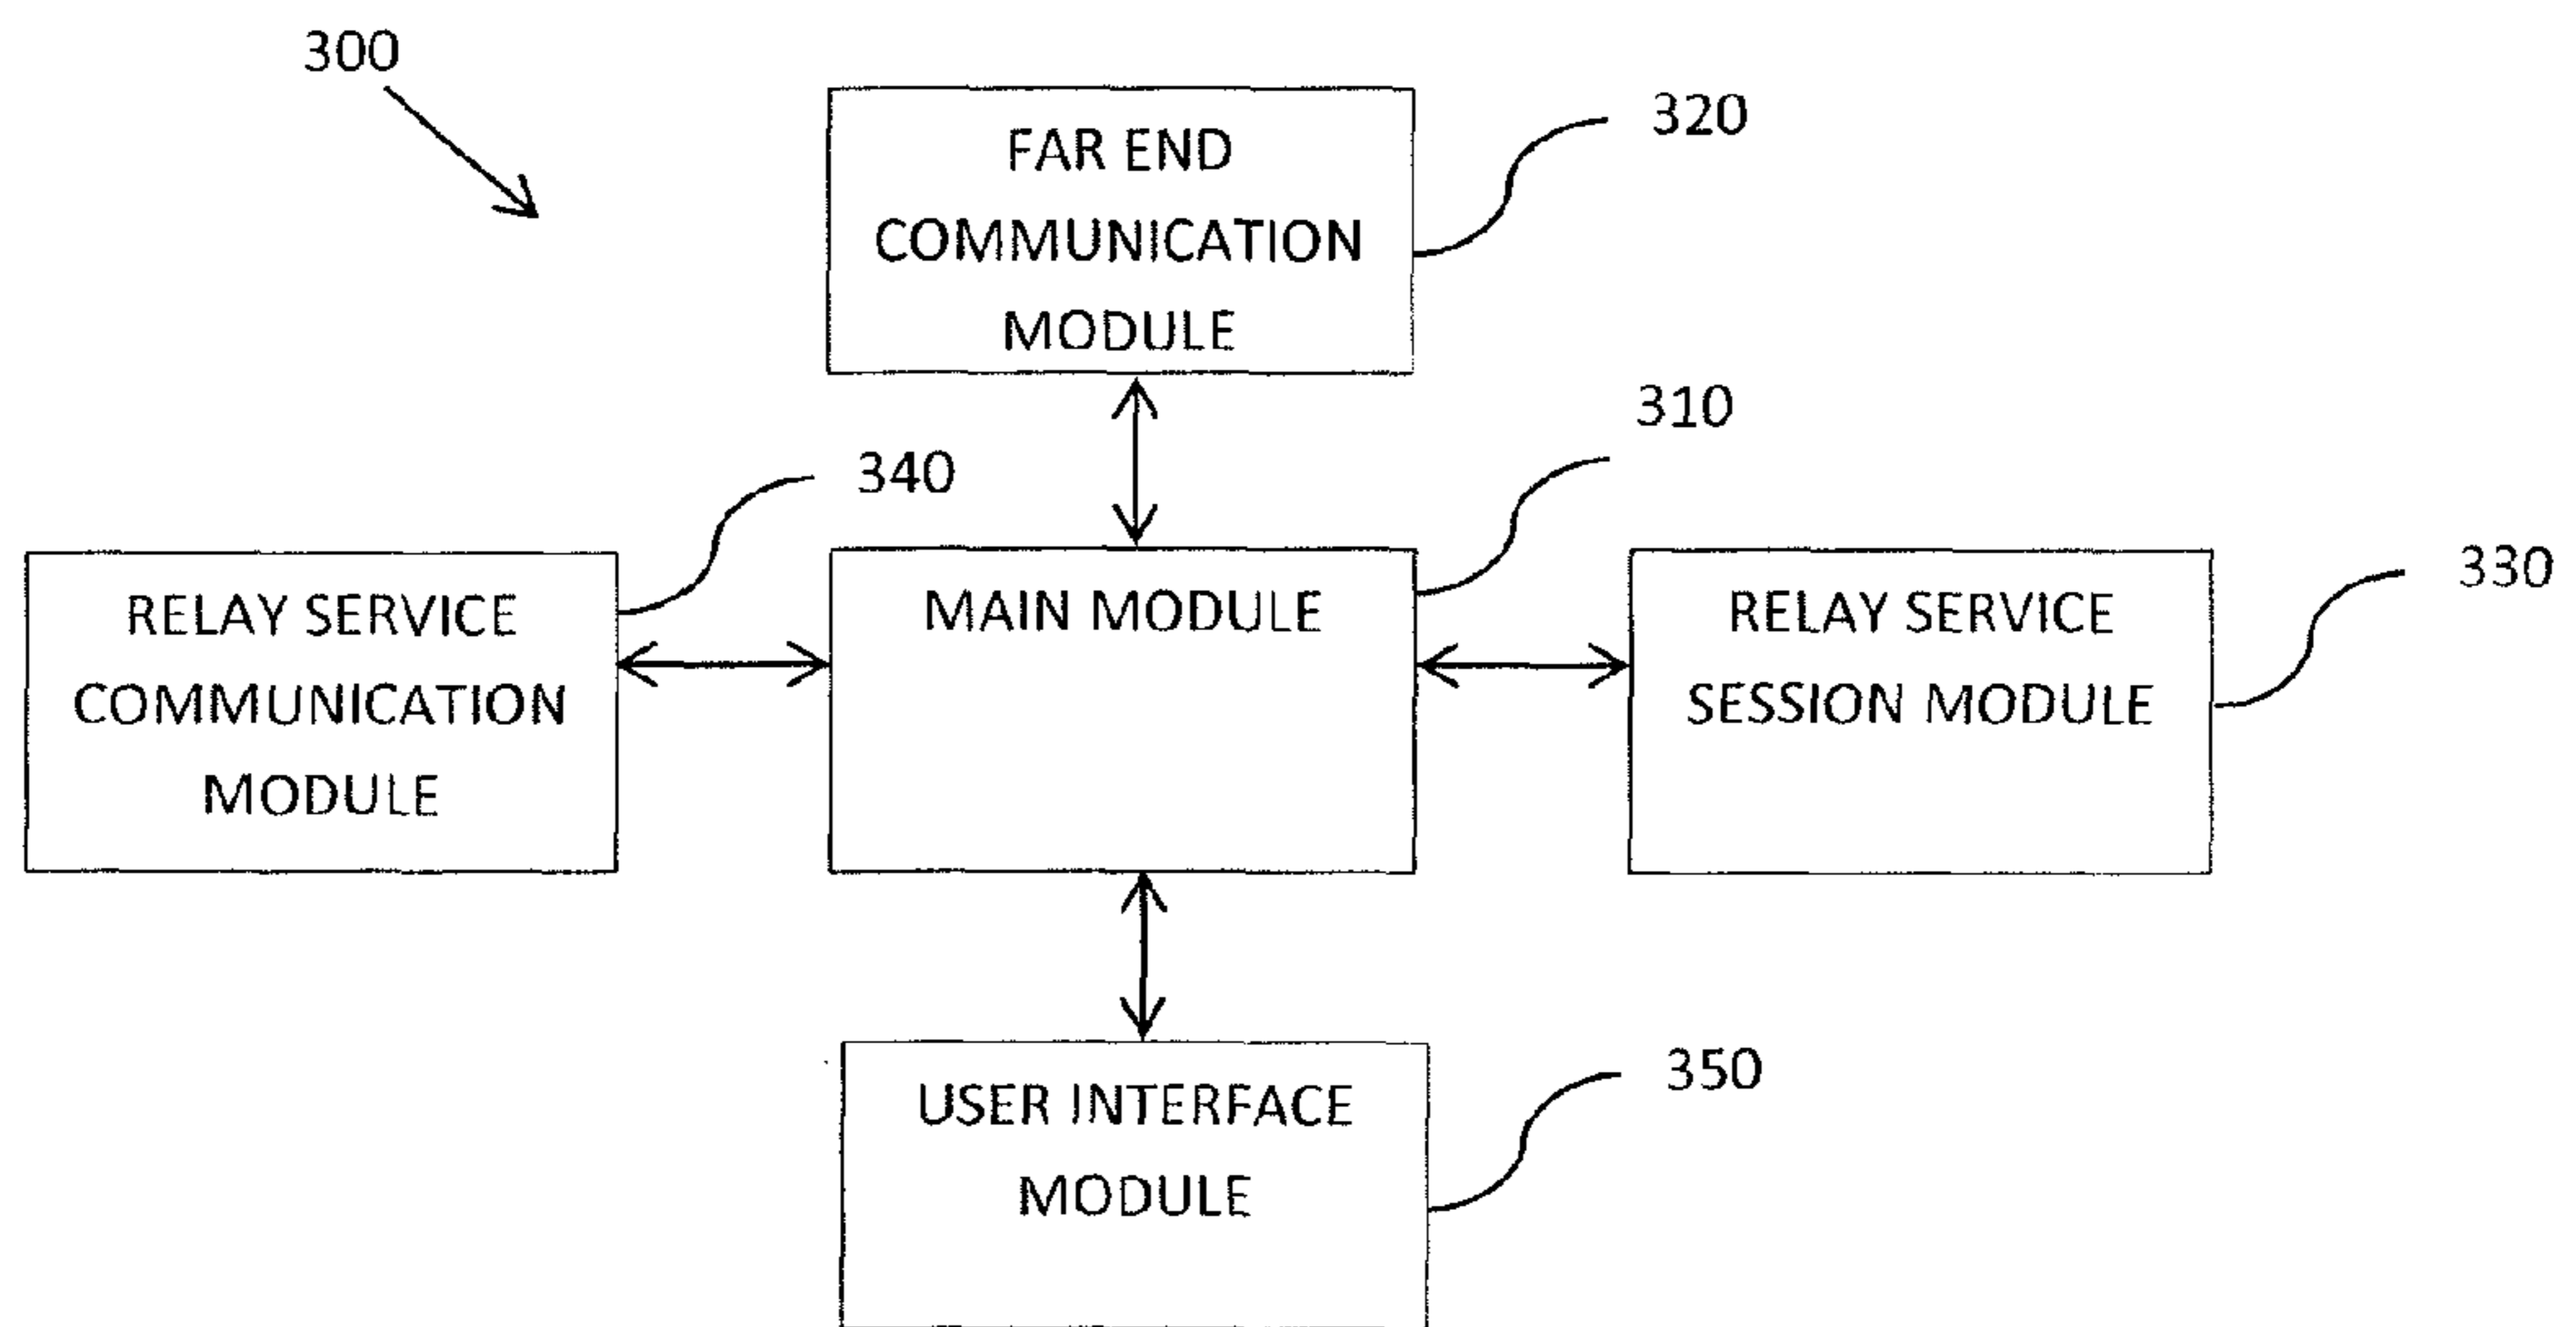 300
320
FAR END
COMMUNICATION
MODULE
310
340
RELAY SERVICE
COMMUNICATION
MODULE
MAIN MODULE
330
RELAY SERVICE
SESSION MODULE
350
USER INTERFACE
MODULE